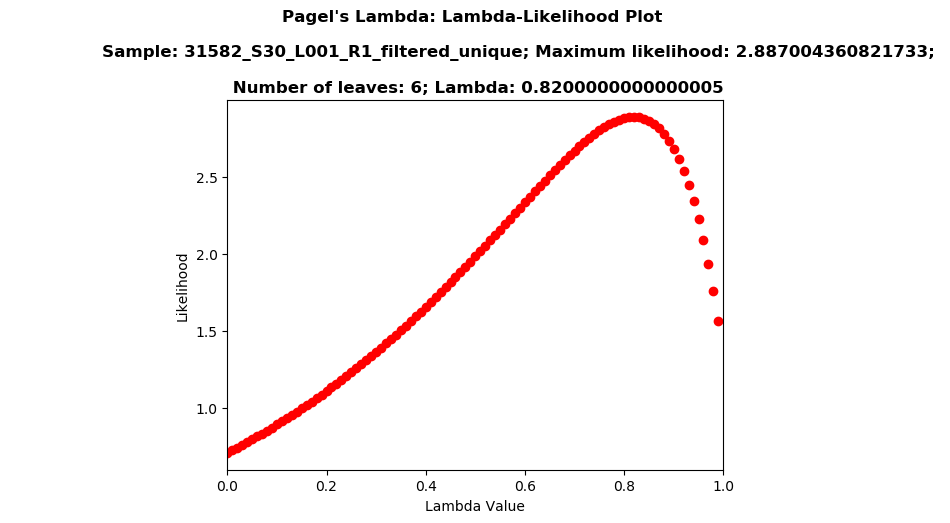 Pagel's Lambda: Lambda-Likelihood Plot
Sample: 31582_S30_L001_R1_filtered_unique; Maximum likelihood: 2.887004360821733;
Number of leaves: 6; Lambda: 0.8200000000000005
2.5
2.0
1.5
1.0
Likelihood
0.0 0.2 0.4 0.6 0.8 1.0
Lambda Value